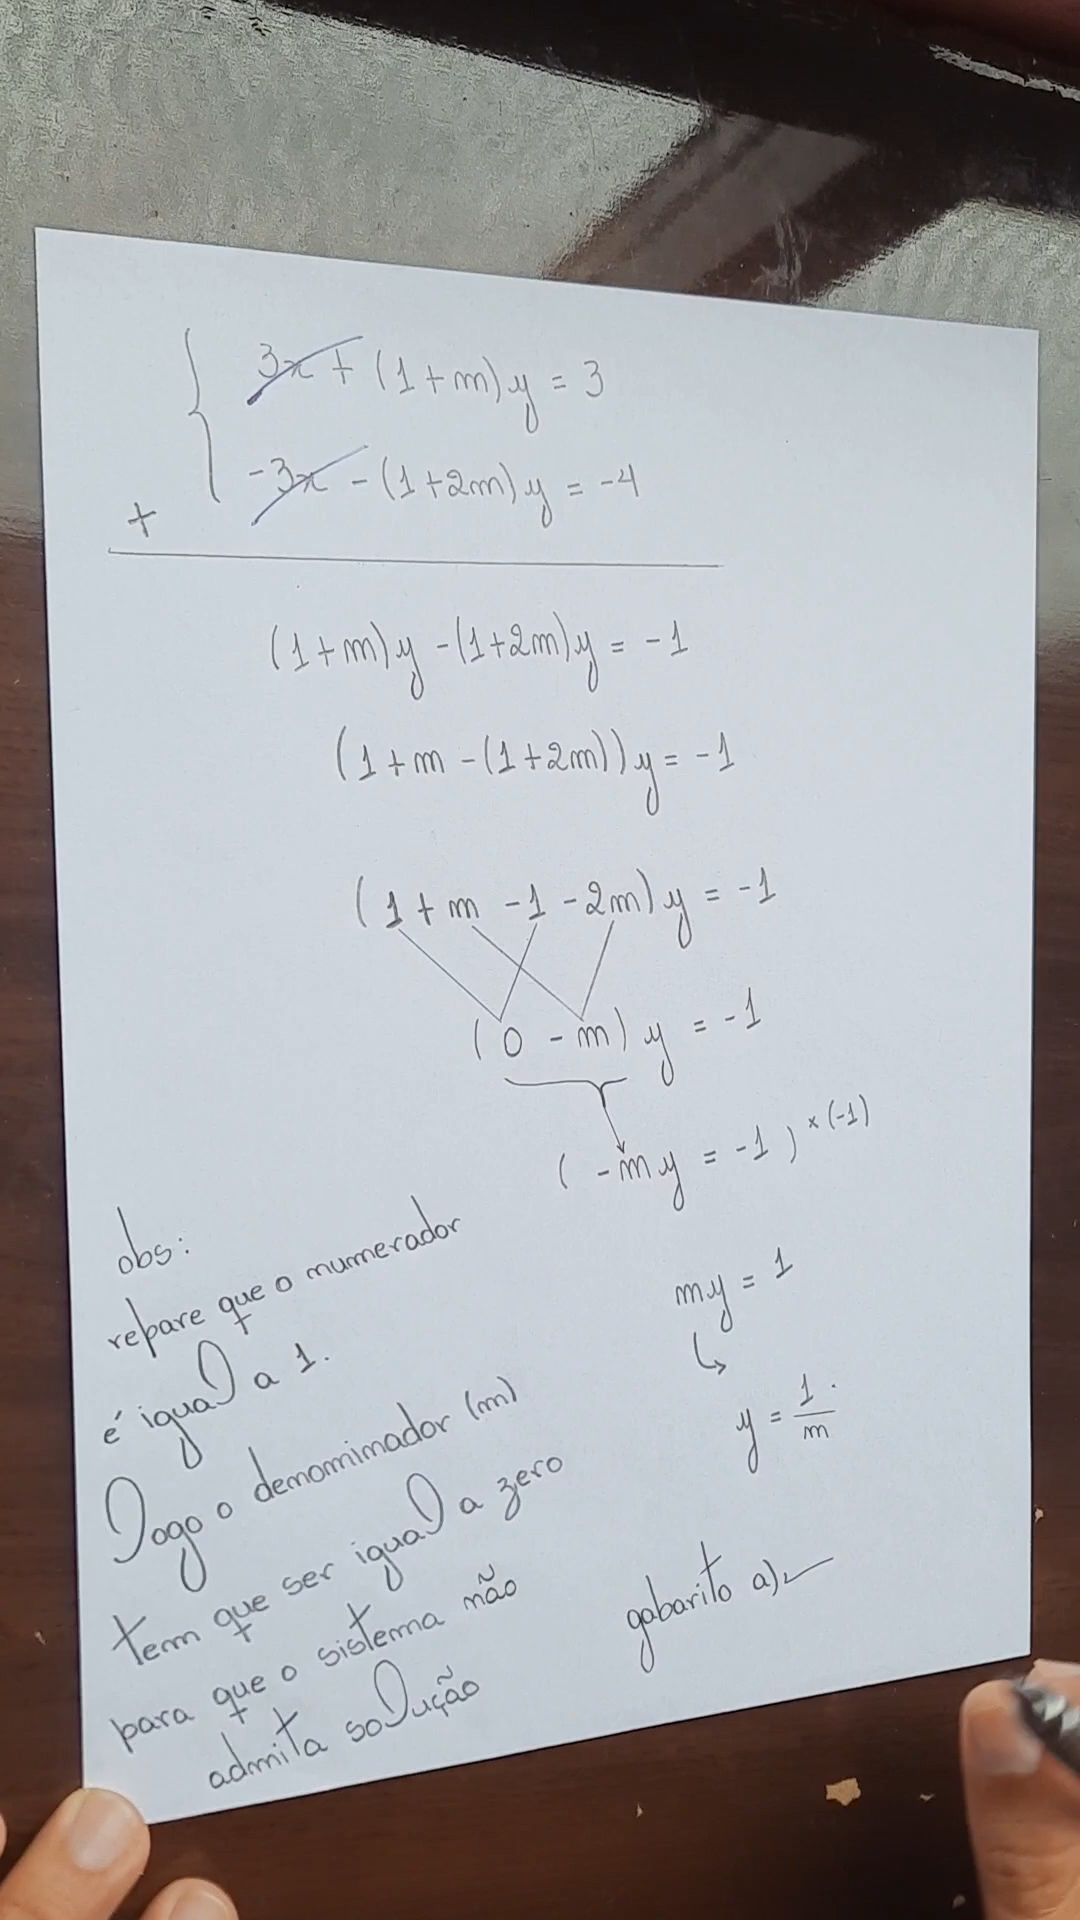 3x + (1+m)y = 3
-3x - (1+2m)y = -4
+
(1+m)y - (1+2m)y = -1
(1+m - (1+2m))y = -1
(1+m -1 -2m)y = -1
(0 - m)y = -1
(-my = -1) x(-1)
my = 1
y = 1/m
obs:
repare que o numerador
é igual a 1.
logo o denominador (m)
tem que ser igual a zero
para que o sistema não
admita solução
gabarito a)